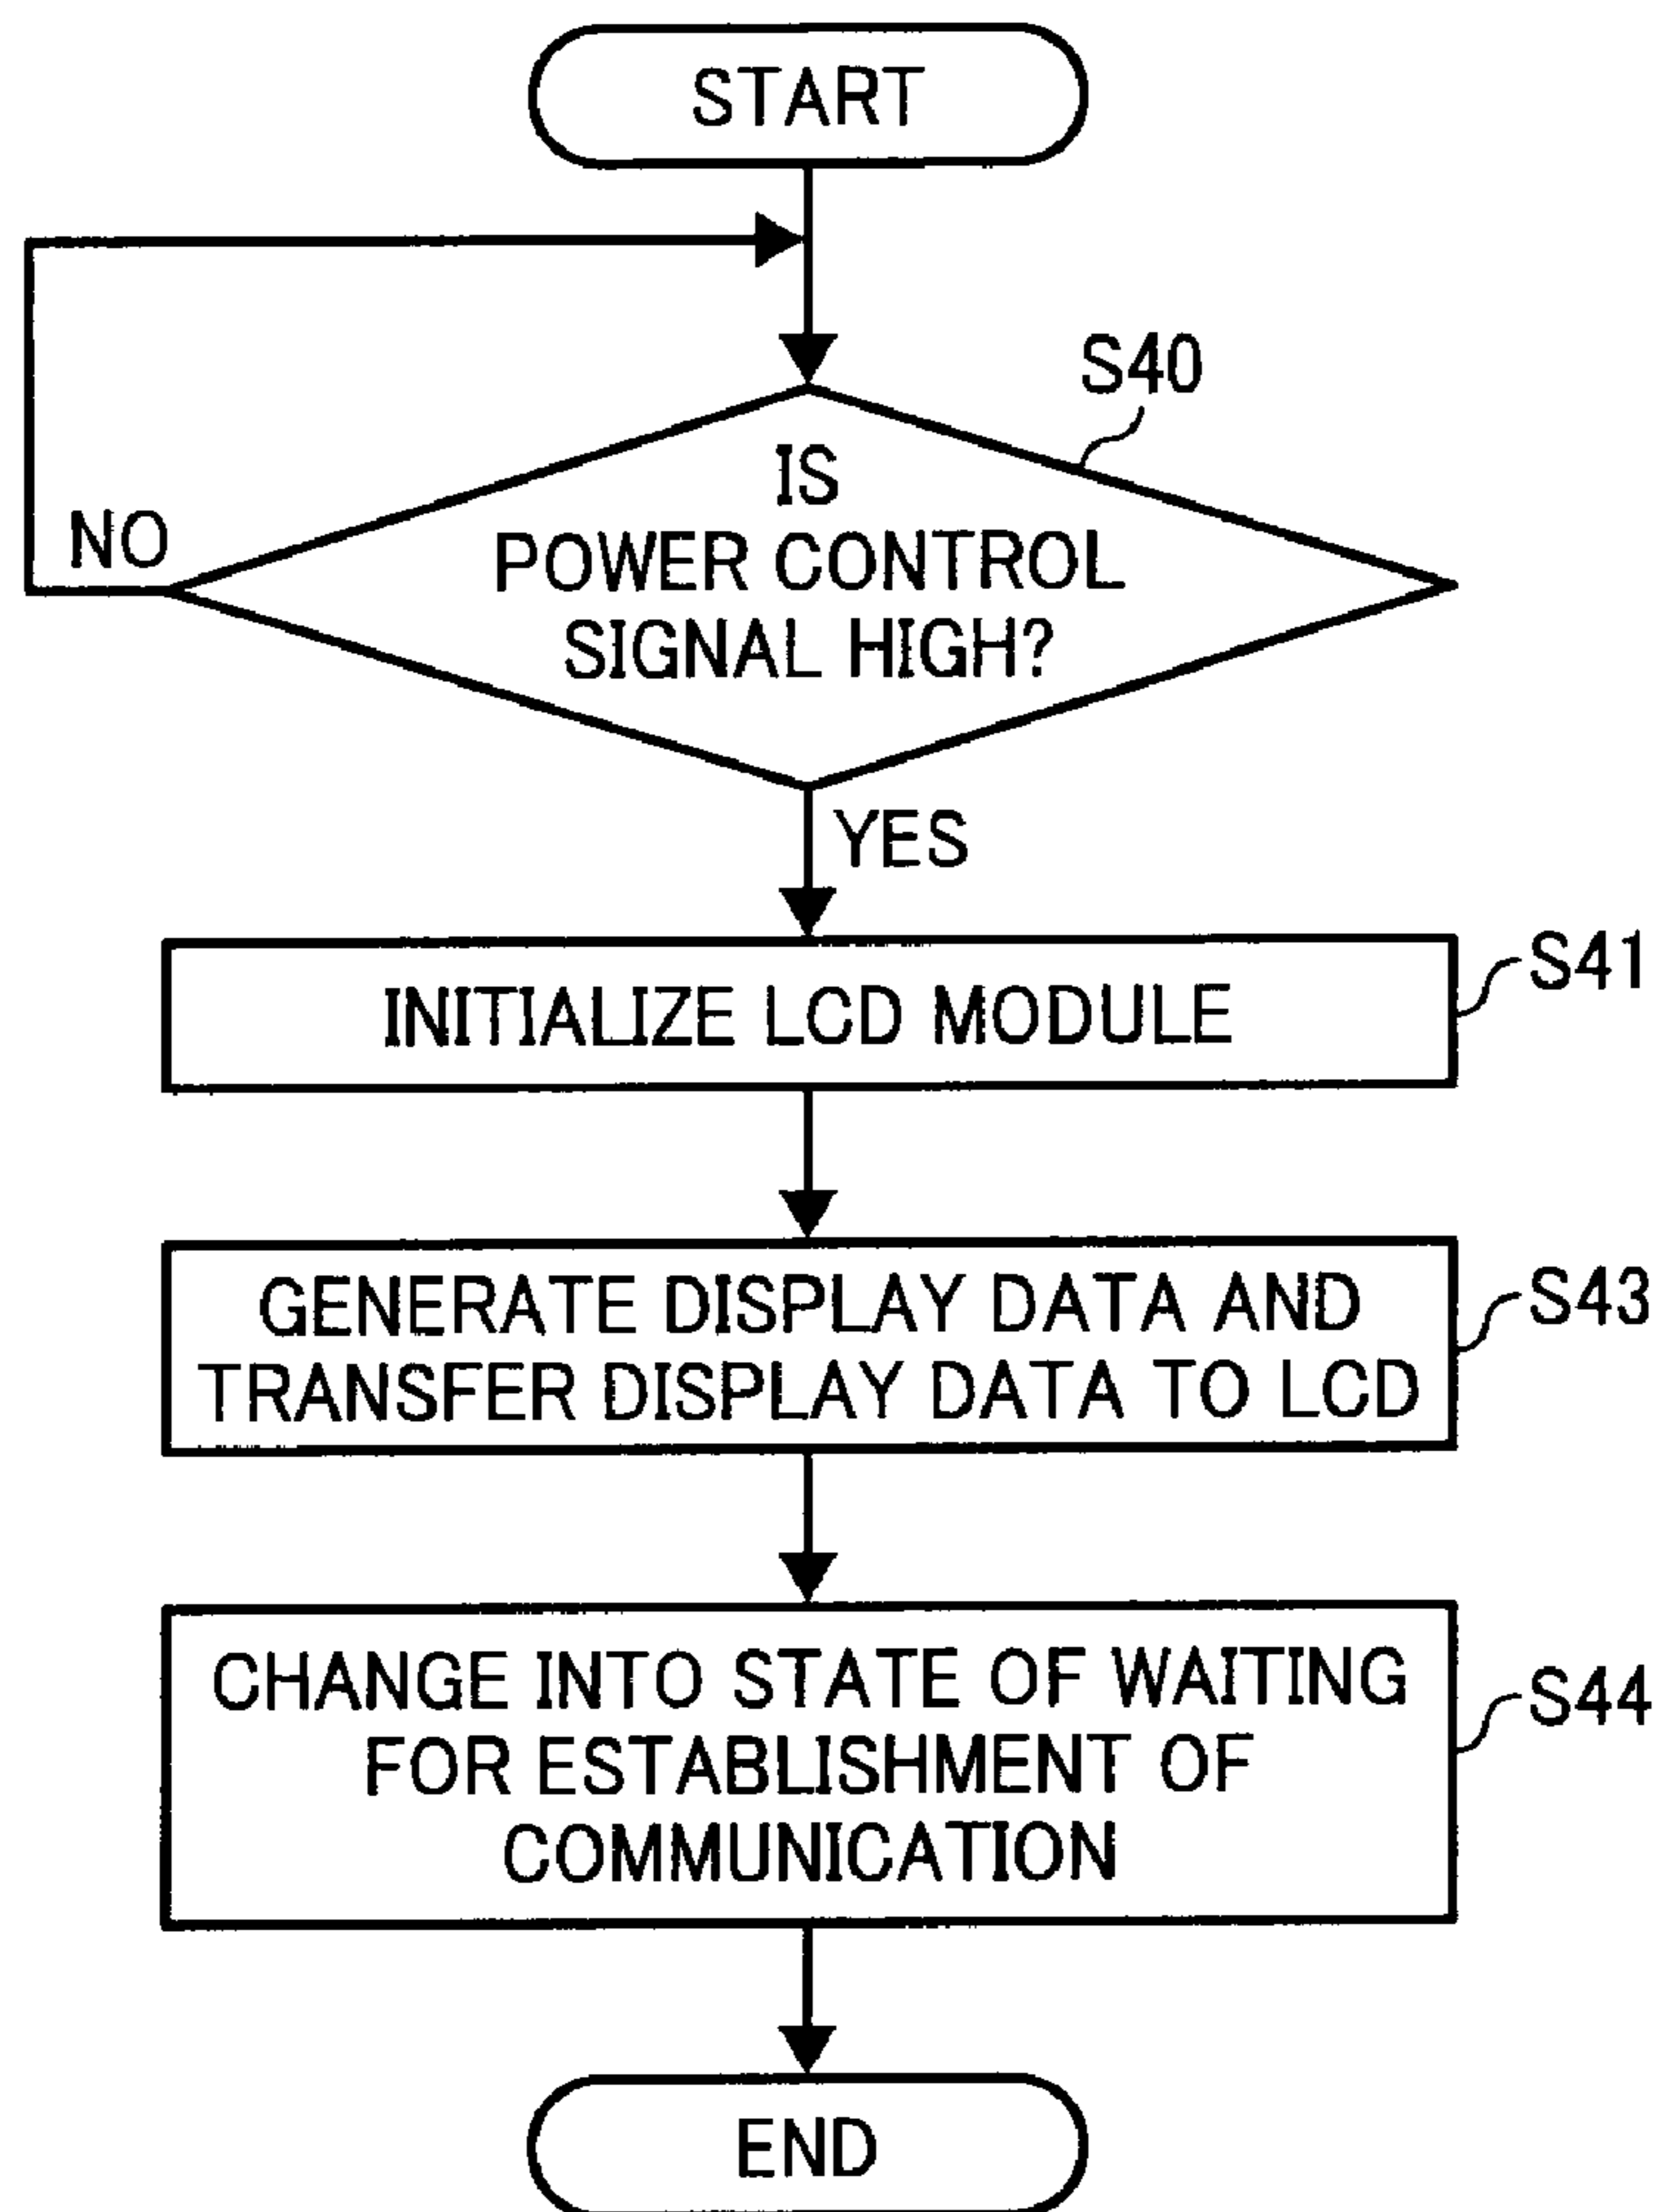 START
S40
IS
POWER CONTROL
SIGNAL HIGH?
NO
YES
INITIALIZE LCD MODULE
S41
GENERATE DISPLAY DATA AND
TRANSFER DISPLAY DATA TO LCD
S43
CHANGE INTO STATE OF WAITING
FOR ESTABLISHMENT OF
COMMUNICATION
S44
END